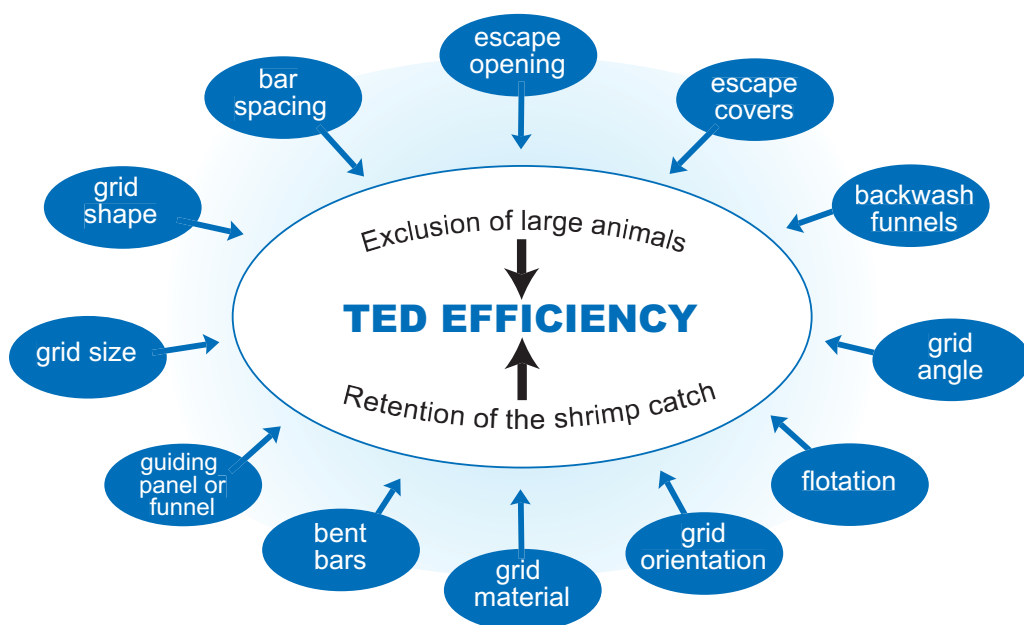 escape
opening
escape
covers
backwash
funnels
grid
angle
flotation
grid
orientation
grid
material
bent
bars
guiding
panel or
funnel
grid size
grid
shape
bar
spacing
Exclusion of large animals
TED EFFICIENCY
Retention of the shrimp catch